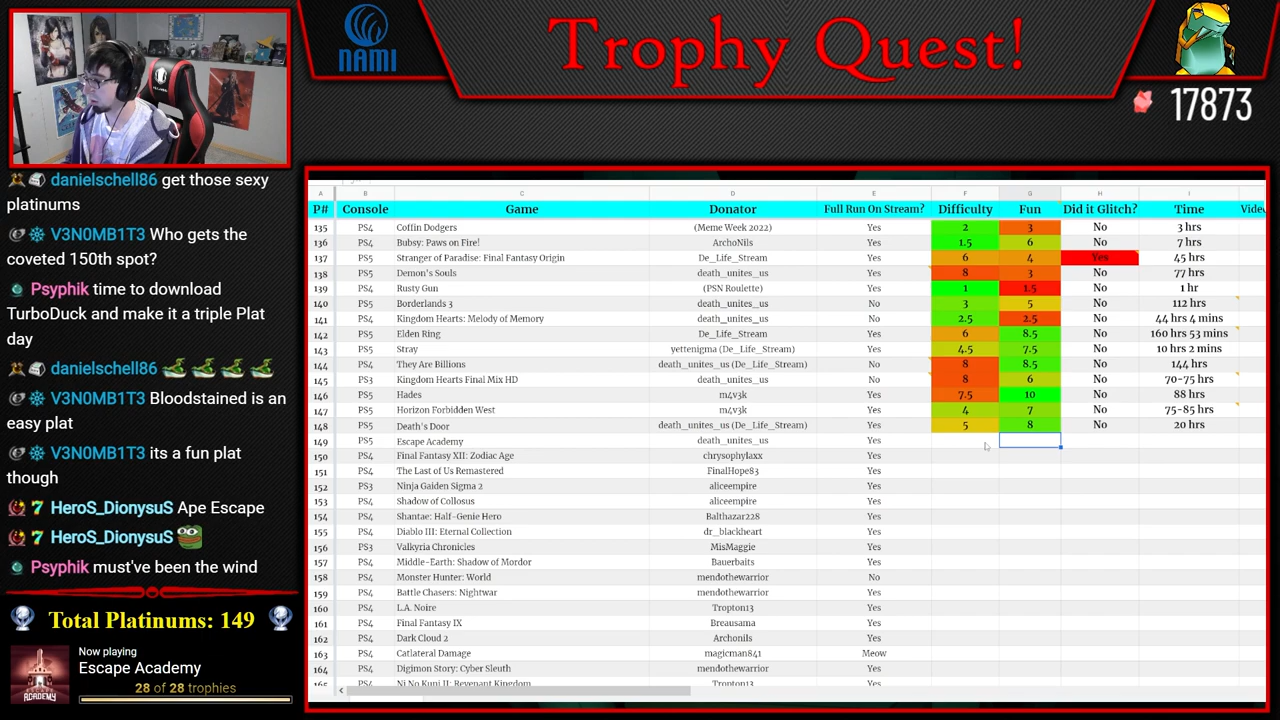 NAMI
Trophy Quest!
17873
danielschell86 get those sexy
platinums
V3N0MB1T3 Who gets the
coveted 150th spot?
Psyphik time to download
TurboDuck and make it a triple Plat
day
danielschell86
V3N0MB1T3 Bloodstained is an
easy plat
V3N0MB1T3 its a fun plat
though
HeroS_DionysuS Ape Escape
HeroS_DionysuS
Psyphik must've been the wind
Total Platinums: 149
Now playing
Escape Academy
28 of 28 trophies
ESCAPE
ACADEMY
A B C D E F G H I
P# Console Game Donator Full Run On Stream? Difficulty Fun Did it Glitch? Time Video
135 PS4 Coffin Dodgers (Meme Week 2022) Yes 2 3 No 3 hrs
136 PS4 Bubsy: Paws on Fire! ArchoNils Yes 1.5 6 No 7 hrs
137 PS5 Stranger of Paradise: Final Fantasy Origin De_Life_Stream Yes 6 4 Yes 45 hrs
138 PS5 Demon's Souls death_unites_us Yes 8 3 No 77 hrs
139 PS4 Rusty Gun (PSN Roulette) Yes 1 1.5 No 1 hr
140 PS5 Borderlands 3 death_unites_us No 3 5 No 112 hrs
141 PS4 Kingdom Hearts: Melody of Memory death_unites_us No 2.5 2.5 No 44 hrs 4 mins
142 PS5 Elden Ring De_Life_Stream Yes 6 8.5 No 160 hrs 53 mins
143 PS5 Stray yettenigma (De_Life_Stream) Yes 4.5 7.5 No 10 hrs 2 mins
144 PS4 They Are Billions death_unites_us (De_Life_Stream) No 8 8.5 No 144 hrs
145 PS3 Kingdom Hearts Final Mix HD death_unites_us No 8 6 No 70-75 hrs
146 PS5 Hades m4v3k Yes 7.5 10 No 88 hrs
147 PS5 Horizon Forbidden West m4v3k Yes 4 7 No 75-85 hrs
148 PS5 Death's Door death_unites_us (De_Life_Stream) Yes 5 8 No 20 hrs
149 PS5 Escape Academy death_unites_us Yes
150 PS4 Final Fantasy XII: Zodiac Age chrysophylaxx Yes
151 PS4 The Last of Us Remastered FinalHope83 Yes
152 PS3 Ninja Gaiden Sigma 2 aliceempire Yes
153 PS4 Shadow of Collosus aliceempire Yes
154 PS4 Shantae: Half-Genie Hero Balthazar228 Yes
155 PS4 Diablo III: Eternal Collection dr_blackheart Yes
156 PS3 Valkyria Chronicles MisMaggie Yes
157 PS4 Middle-Earth: Shadow of Mordor Bauerbaits Yes
158 PS4 Monster Hunter: World mendothewarrior No
159 PS4 Battle Chasers: Nightwar mendothewarrior Yes
160 PS4 L.A. Noire Tropton13 Yes
161 PS4 Final Fantasy IX Breausama Yes
162 PS4 Dark Cloud 2 Archonils Yes
163 PS4 Catlateral Damage magicman841 Meow
164 PS4 Digimon Story: Cyber Sleuth mendothewarrior Yes
165 PS4 Ni No Kuni II: Revenant Kingdom Tropton13 Yes